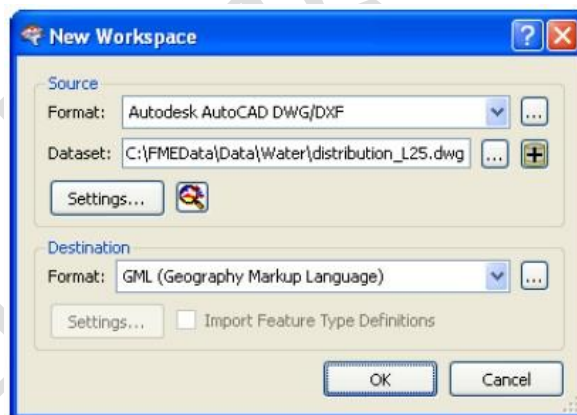 New Workspace
Source
Format: Autodesk AutoCAD DWG/DXF
Dataset: C:\FMEData\Data\Water\distribution_L25.dwg
Settings...
Destination
Format: GML (Geography Markup Language)
Settings... Import Feature Type Definitions
OK Cancel